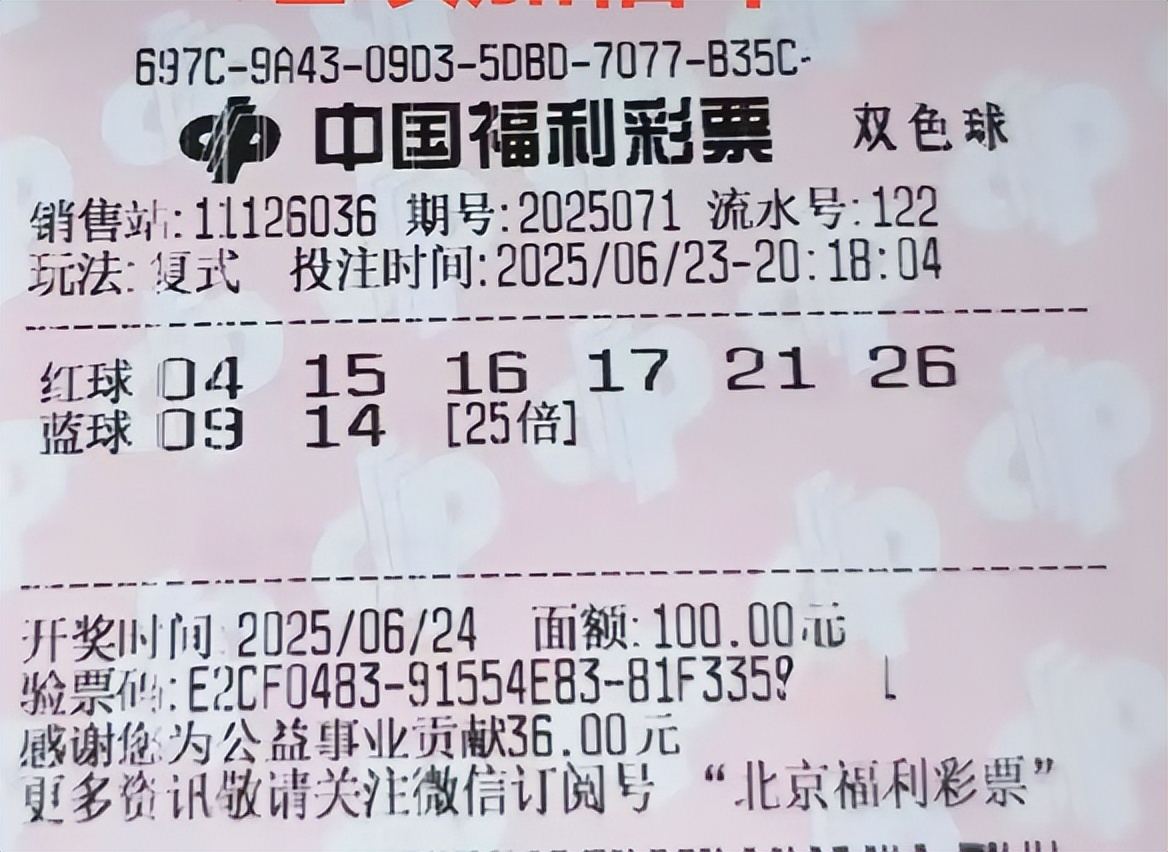 697C-9A43-09D3-5DBD-7077-B35C-
中国福利彩票 双色球
销售站:11126036 期号:2025071 流水号:122
玩法:复式 投注时间:2025/06/23-20:18:04
红球 04 15 16 17 21 26
蓝球 09 14 [25倍]
开奖时间:2025/06/24 面额:100.00元
验票码:E2CF0483-91554E83-81F3359
感谢您为公益事业贡献36.00元
更多资讯敬请关注微信订阅号 “北京福利彩票”